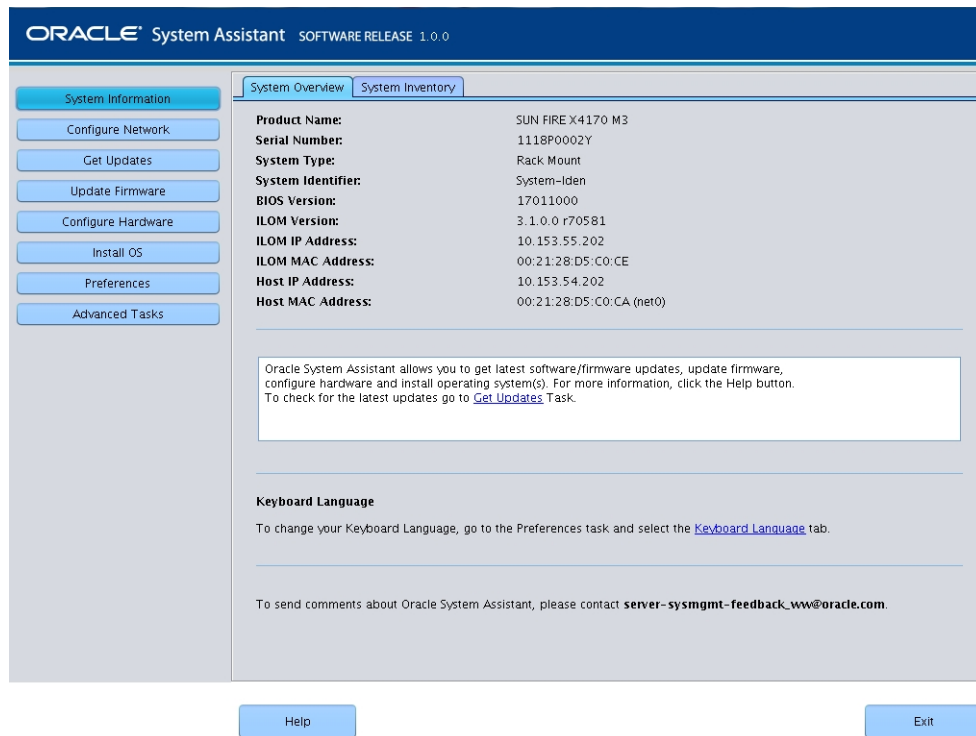 ORACLE System Assistant SOFTWARE RELEASE 1.0.0
System Information
Configure Network
Get Updates
Update Firmware
Configure Hardware
Install OS
Preferences
Advanced Tasks
System Overview
System Inventory
Product Name: SUN FIRE X4170 M3
Serial Number: 1118P0002Y
System Type: Rack Mount
System Identifier: System-Iden
BIOS Version: 17011000
ILOM Version: 3.1.0.0 r70581
ILOM IP Address: 10.153.55.202
ILOM MAC Address: 00:21:28:D5:C0:CE
Host IP Address: 10.153.54.202
Host MAC Address: 00:21:28:D5:C0:CA (net0)
Oracle System Assistant allows you to get latest software/firmware updates, update firmware,
configure hardware and install operating system(s). For more information, click the Help button.
To check for the latest updates go to Get Updates Task.
Keyboard Language
To change your Keyboard Language, go to the Preferences task and select the Keyboard Language tab.
To send comments about Oracle System Assistant, please contact server-sysmgmt-feedback_ww@oracle.com.
Help
Exit